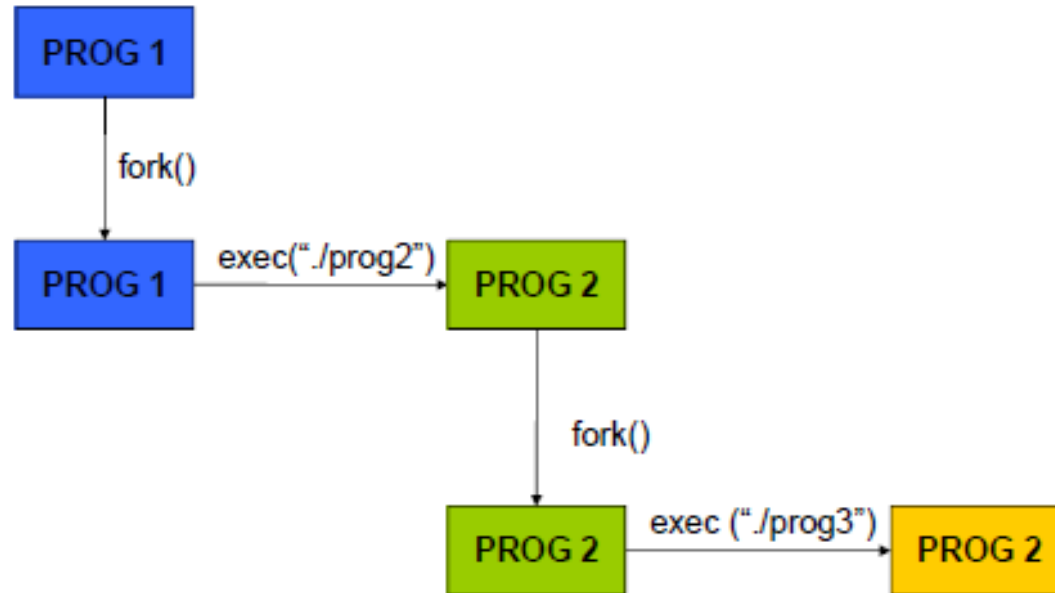 PROG 1
fork()
PROG 1
exec(“./prog2”)
PROG 2
fork()
PROG 2
exec (“./prog3”)
PROG 2